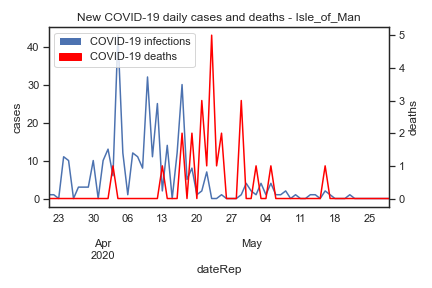 New COVID-19 daily cases and deaths - Isle_of_Man
COVID-19 infections
COVID-19 deaths
cases
40
30
20
10
0
deaths
5
4
3
2
1
0
23 30 06 13 20 27 04 11 18 25
Apr May
2020
dateRep